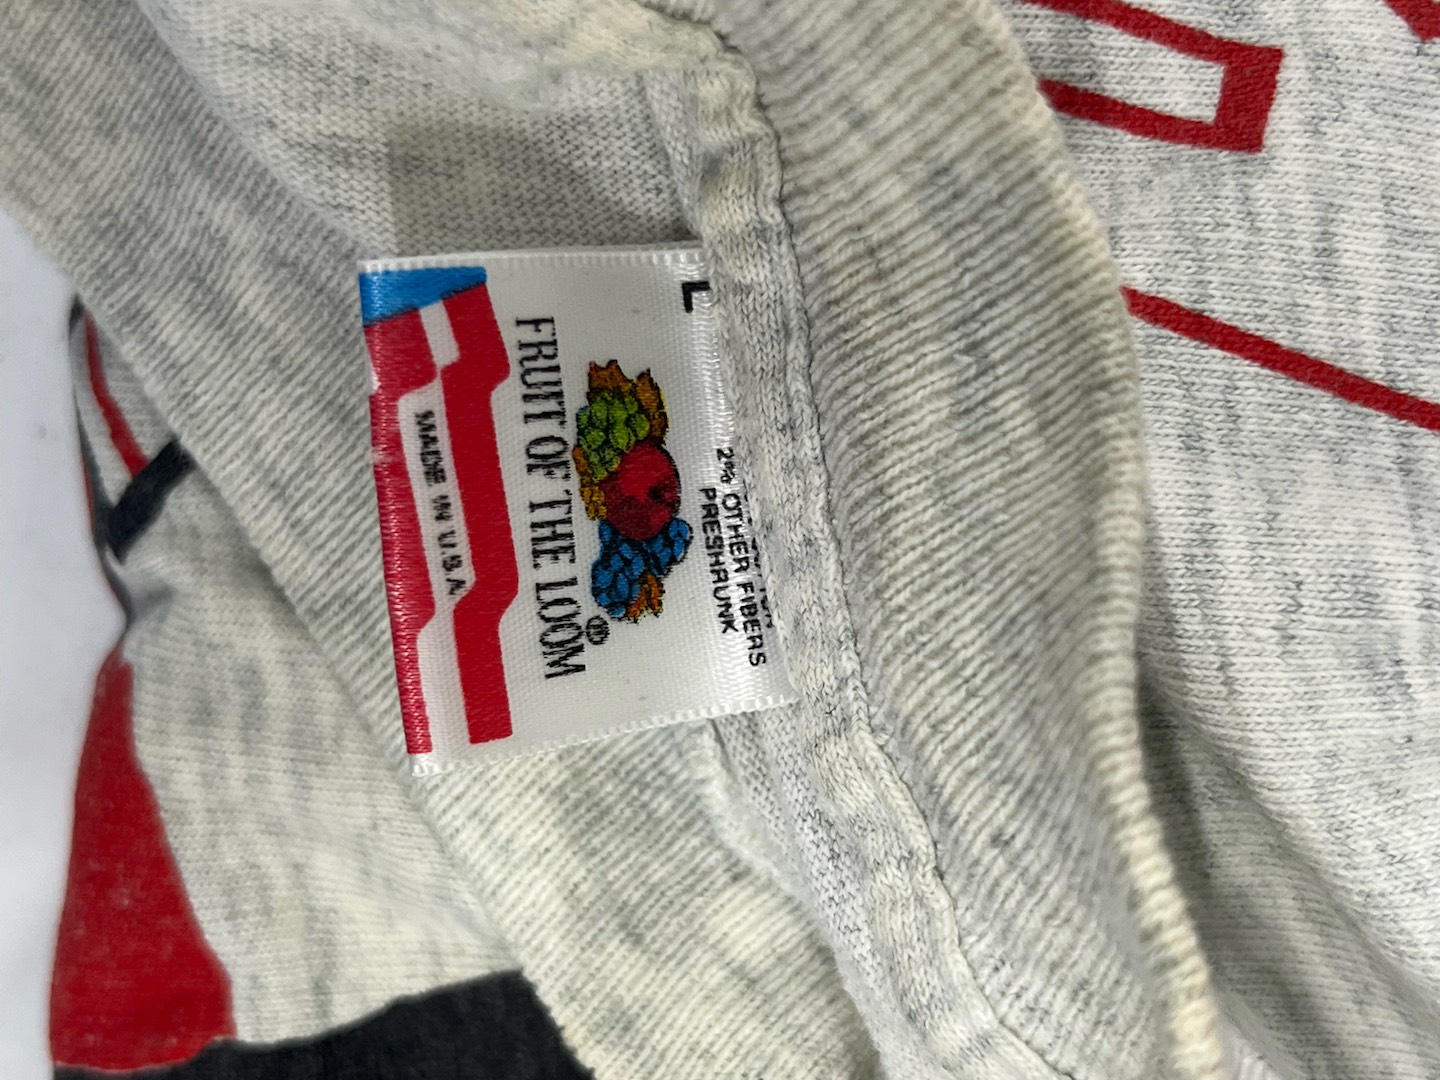 L
2% OTHER FIBERS
PRESHRUNK
FRUIT OF THE LOOM®
MADE IN U.S.A.